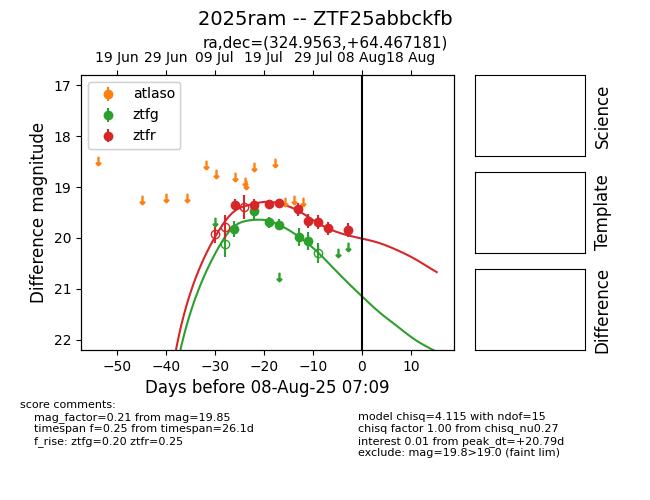 2025ram -- ZTF25abbckfb
ra,dec=(324.9563,+64.467181)
19 Jun 29 Jun 09 Jul 19 Jul 29 Jul 08 Aug 18 Aug
17
18
19
20
21
22
Difference magnitude
atlaso
ztfg
ztfr
−50 −40 −30 −20 −10 0 10
Days before 08-Aug-25 07:09
Science
Template
Difference
score comments:
mag_factor=0.21 from mag=19.85
timespan f=0.25 from timespan=26.1d
f_rise: ztfg=0.20 ztfr=0.25
model chisq=4.115 with ndof=15
chisq factor 1.00 from chisq_nu0.27
interest 0.01 from peak_dt=+20.79d
exclude: mag=19.8>19.0 (faint lim)